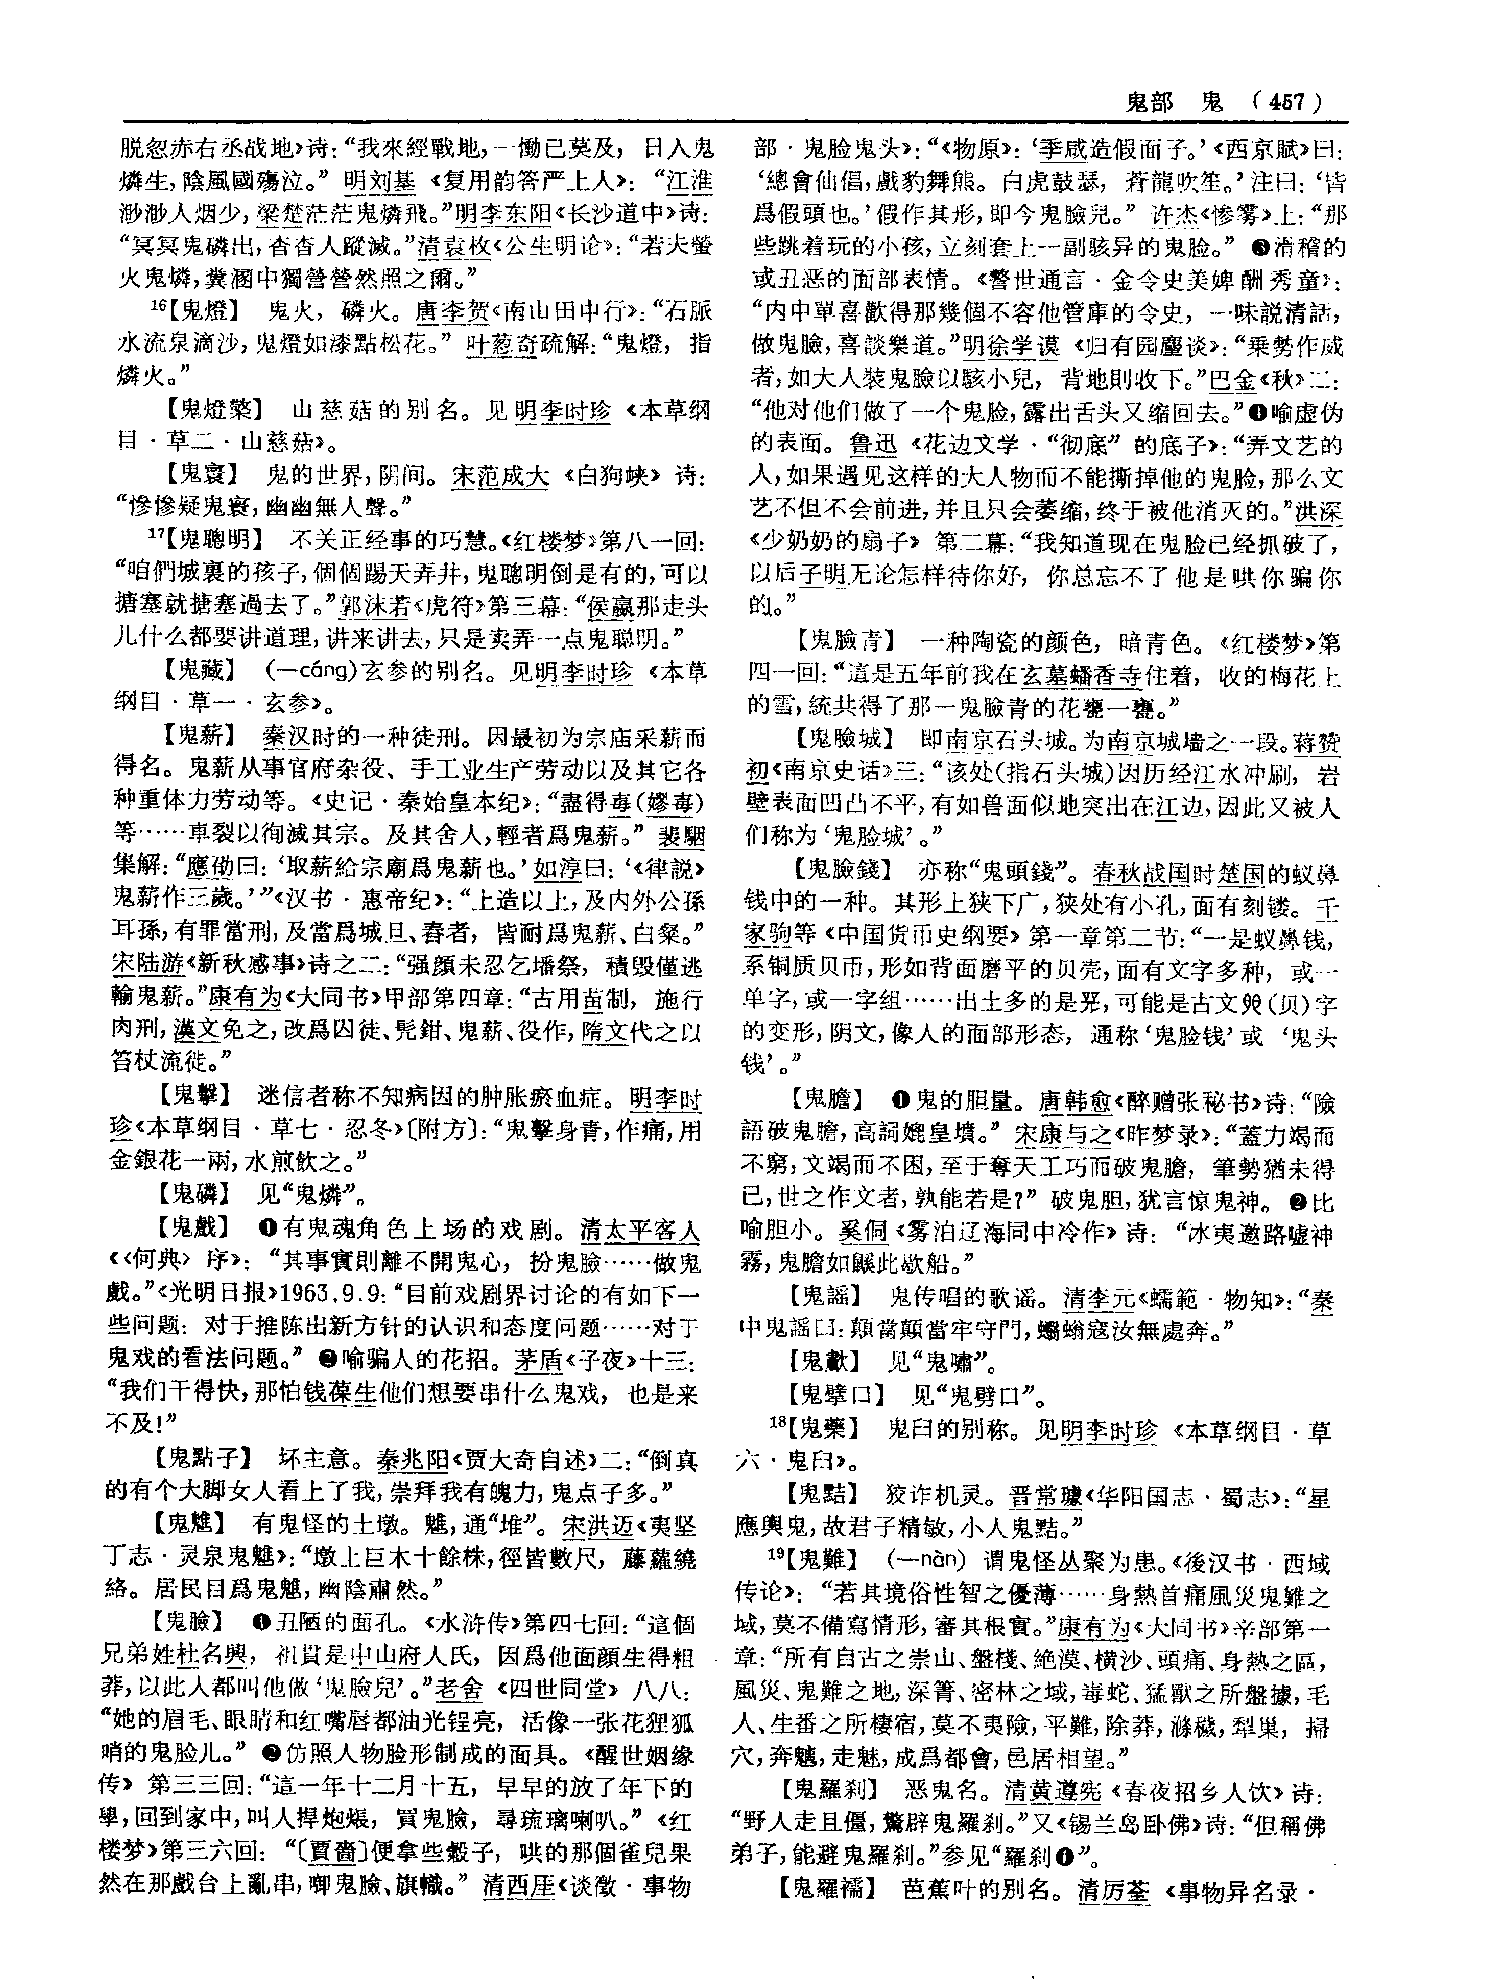 鬼部 鬼 (457)
脱忽赤右丞战地》诗：“我來經戰地，一慟已莫及，日入鬼
燐生，陰風國殤泣。”明刘基《复用韵答严上人》：“江淮
渺渺人烟少，梁楚茫茫鬼燐飛。”明李东阳《长沙道中》诗：
“冥冥鬼磷出，杳杳人蹤滅。”清袁枚《公生明论》：“若夫螢
火鬼燐，糞溷中獨營營然照之爾。”
16【鬼燈】 鬼火，磷火。唐李贺《南山田中行》：“石脈
水流泉滴沙，鬼燈如漆點松花。”叶葱奇疏解：“鬼燈，指
燐火。”
【鬼燈檠】 山慈菇的别名。见明李时珍《本草纲
目·草二·山慈菇》。
【鬼寰】 鬼的世界，阴间。宋范成大《白狗峡》诗：
“慘慘疑鬼寰，幽幽無人聲。”
17【鬼聰明】 不关正经事的巧慧。《红楼梦》第八一回：
“咱們城裏的孩子，個個踢天弄井，鬼聰明倒是有的，可以
搪塞就搪塞過去了。”郭沫若《虎符》第三幕：“侯嬴那走头
儿什么都要讲道理，讲来讲去，只是卖弄一点鬼聪明。”
【鬼藏】 (一cáng)玄参的别名。见明李时珍《本草
纲目·草一·玄参》。
【鬼薪】 秦汉时的一种徒刑。因最初为宗庙采薪而
得名。鬼薪从事官府杂役、手工业生产劳动以及其它各
种重体力劳动等。《史记·秦始皇本纪》：“盡得毐(嫪毐)
等……車裂以徇滅其宗。及其舍人，輕者爲鬼薪。”裴駰
集解：“應劭曰：‘取薪給宗廟爲鬼薪也。’如淳曰：‘《律説》
鬼薪作三歲。’”《汉书·惠帝纪》：“上造以上，及内外公孫
耳孫，有罪當刑，及當爲城旦、舂者，皆耐爲鬼薪、白粲。”
宋陆游《新秋感事》诗之二：“强顔未忍乞墦祭，積毁僅逃
輸鬼薪。”康有为《大同书》甲部第四章：“古用苗制，施行
肉刑，漢文免之，改爲囚徒、髡鉗、鬼薪、役作，隋文代之以
笞杖流徙。”
【鬼擊】 迷信者称不知病因的肿胀瘀血症。明李时
珍《本草纲目·草七·忍冬》〔附方〕：“鬼擊身青，作痛，用
金銀花一兩，水煎飲之。”
【鬼磷】 见“鬼燐”。
【鬼戲】 ❶有鬼魂角色上场的戏剧。清太平客人
《〈何典〉序》：“其事實則離不開鬼心，扮鬼臉……做鬼
戲。”《光明日报》1963.9.9：“目前戏剧界讨论的有如下一
些问题：对于推陈出新方针的认识和态度问题……对于
鬼戏的看法问题。”❷喻骗人的花招。茅盾《子夜》十三：
“我们干得快，那怕钱葆生他们想要串什么鬼戏，也是来
不及！”
【鬼點子】 坏主意。秦兆阳《贾大奇自述》二：“倒真
的有个大脚女人看上了我，崇拜我有魄力，鬼点子多。”
【鬼魋】 有鬼怪的土墩。魋，通“堆”。宋洪迈《夷坚
丁志·灵泉鬼魋》：“墩上巨木十餘株，徑皆數尺，藤蘿繞
絡。居民目爲鬼魋，幽陰肅然。”
【鬼臉】 ❶丑陋的面孔。《水浒传》第四七回：“這個
兄弟姓杜名興，祖貫是中山府人氏，因爲他面顔生得粗
莽，以此人都叫他做‘鬼臉兒’。”老舍《四世同堂》八八：
“她的眉毛、眼睛和红嘴唇都油光锃亮，活像一张花狸狐
哨的鬼脸儿。”❷仿照人物脸形制成的面具。《醒世姻缘
传》第三三回：“這一年十二月十五，早早的放了年下的
學，回到家中，叫人捍炮煨，買鬼臉，尋琉璃喇叭。”《红
楼梦》第三六回：“〔賈薔〕便拿些穀子，哄的那個雀兒果
然在那戲台上亂串，啣鬼臉、旗幟。”清西厓《谈徵·事物
部·鬼脸鬼头》：“《物原》：‘季咸造假面子。’《西京賦》曰：
‘總會仙倡，戲豹舞熊。白虎鼓瑟，蒼龍吹笙。’注曰：‘皆
爲假頭也。’假作其形，即今鬼臉兒。”许杰《惨雾》上：“那
些跳着玩的小孩，立刻套上一副骇异的鬼脸。”❸滑稽的
或丑恶的面部表情。《警世通言·金令史美婢酬秀童》：
“内中單喜歡得那幾個不容他管庫的令史，一味説清話，
做鬼臉，喜談樂道。”明徐学谟《归有园麈谈》：“乗勢作威
者，如大人裝鬼臉以駭小兒，背地則收下。”巴金《秋》二：
“他对他们做了一个鬼脸，露出舌头又缩回去。”❹喻虚伪
的表面。鲁迅《花边文学·“彻底”的底子》：“弄文艺的
人，如果遇见这样的大人物而不能撕掉他的鬼脸，那么文
艺不但不会前进，并且只会萎缩，终于被他消灭的。”洪深
《少奶奶的扇子》第二幕：“我知道现在鬼脸已经抓破了，
以后子明无论怎样待你好，你总忘不了他是哄你骗你
的。”
【鬼臉青】 一种陶瓷的颜色，暗青色。《红楼梦》第
四一回：“這是五年前我在玄墓蟠香寺住着，收的梅花上
的雪，統共得了那一鬼臉青的花甕一甕。”
【鬼臉城】 即南京石头城。为南京城墙之一段。蒋赞
初《南京史话》三：“该处(指石头城)因历经江水冲刷，岩
壁表面凹凸不平，有如兽面似地突出在江边，因此又被人
们称为‘鬼脸城’。”
【鬼臉錢】 亦称“鬼頭錢”。春秋战国时楚国的蚁鼻
钱中的一种。其形上狭下广，狭处有小孔，面有刻镂。千
家驹等《中国货币史纲要》第一章第二节：“一是蚁鼻钱，
系铜质贝币，形如背面磨平的贝壳，面有文字多种，或一
单字，或一字组……出土多的是，可能是古文(贝)字
的变形，阴文，像人的面部形态，通称‘鬼脸钱’或‘鬼头
钱’。”
【鬼膽】 ❶鬼的胆量。唐韩愈《醉赠张秘书》诗：“險
語破鬼膽，高詞媲皇墳。”宋康与之《昨梦录》：“蓋力竭而
不窮，文竭而不困，至于奪天工巧而破鬼膽，筆勢猶未得
已，世之作文者，孰能若是？”破鬼胆，犹言惊鬼神。❷比
喻胆小。奚侗《雾泊辽海同中冷作》诗：“冰夷邀路嘘神
霧，鬼膽如鼷此欹船。”
【鬼謡】 鬼传唱的歌谣。清李元《蠕範·物知》：“秦
中鬼謡曰：顛當顛當牢守門，蠮螉寇汝無處奔。”
【鬼歗】 见“鬼嘯”。
【鬼擘口】 见“鬼劈口”。
18【鬼藥】 鬼臼的别称。见明李时珍《本草纲目·草
六·鬼臼》。
【鬼黠】 狡诈机灵。晋常璩《华阳国志·蜀志》：“星
應輿鬼，故君子精敏，小人鬼黠。”
19【鬼難】 (一nàn) 谓鬼怪丛聚为患。《後汉书·西域
传论》：“若其境俗性智之優薄……身熱首痛風災鬼難之
域，莫不備寫情形，審其根實。”康有为《大同书》辛部第一
章：“所有自古之崇山、盤棧、絶漠、横沙、頭痛、身熱之區，
風災、鬼難之地，深箐、密林之域，毒蛇、猛獸之所盤據，毛
人、生番之所棲宿，莫不夷險，平難，除莽，滌穢，犁巢，掃
穴，奔魑，走魅，成爲都會，邑居相望。”
【鬼羅刹】 恶鬼名。清黄遵宪《春夜招乡人饮》诗：
“野人走且僵，驚辟鬼羅刹。”又《锡兰岛卧佛》诗：“但稱佛
弟子，能避鬼羅刹。”参见“羅刹❶”。
【鬼羅襦】 芭蕉叶的别名。清厉荃《事物异名录·